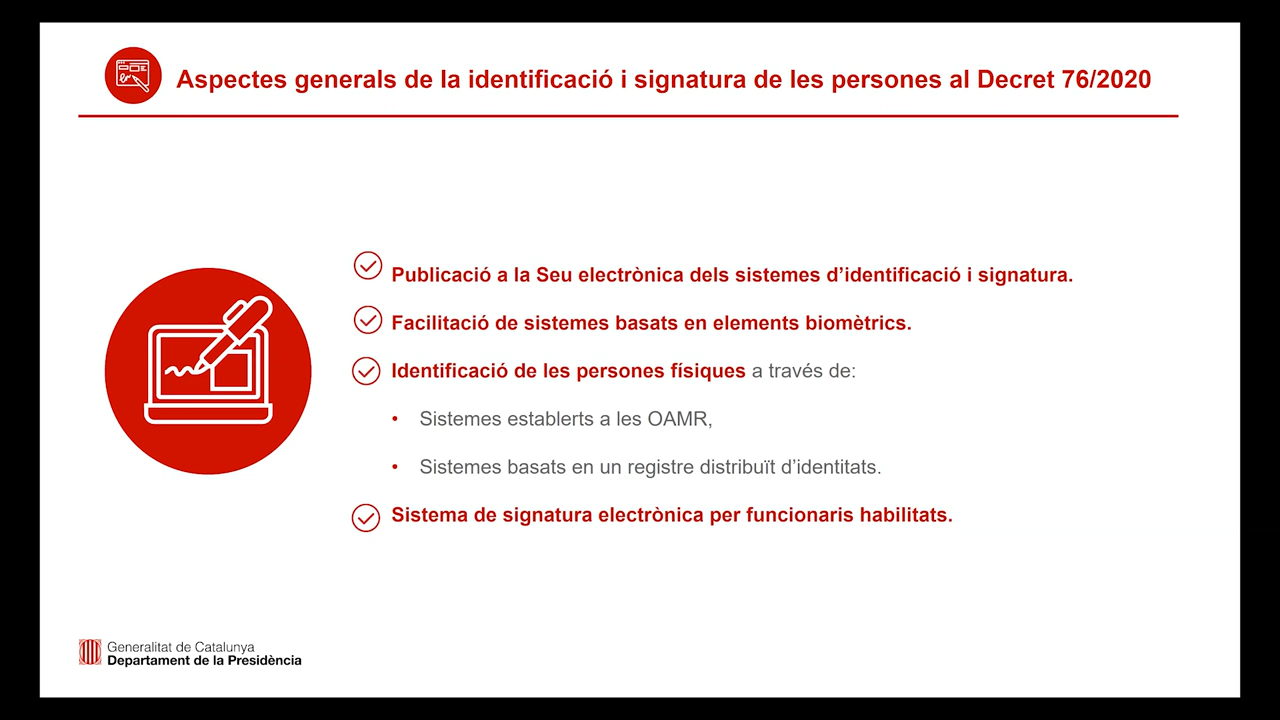 Aspectes generals de la identificació i signatura de les persones al Decret 76/2020
Publicació a la Seu electrònica dels sistemes d’identificació i signatura.
Facilitació de sistemes basats en elements biomètrics.
Identificació de les persones físiques a través de:
• Sistemes establerts a les OAMR,
• Sistemes basats en un registre distribuït d’identitats.
Sistema de signatura electrònica per funcionaris habilitats.
Generalitat de Catalunya
Departament de la Presidència